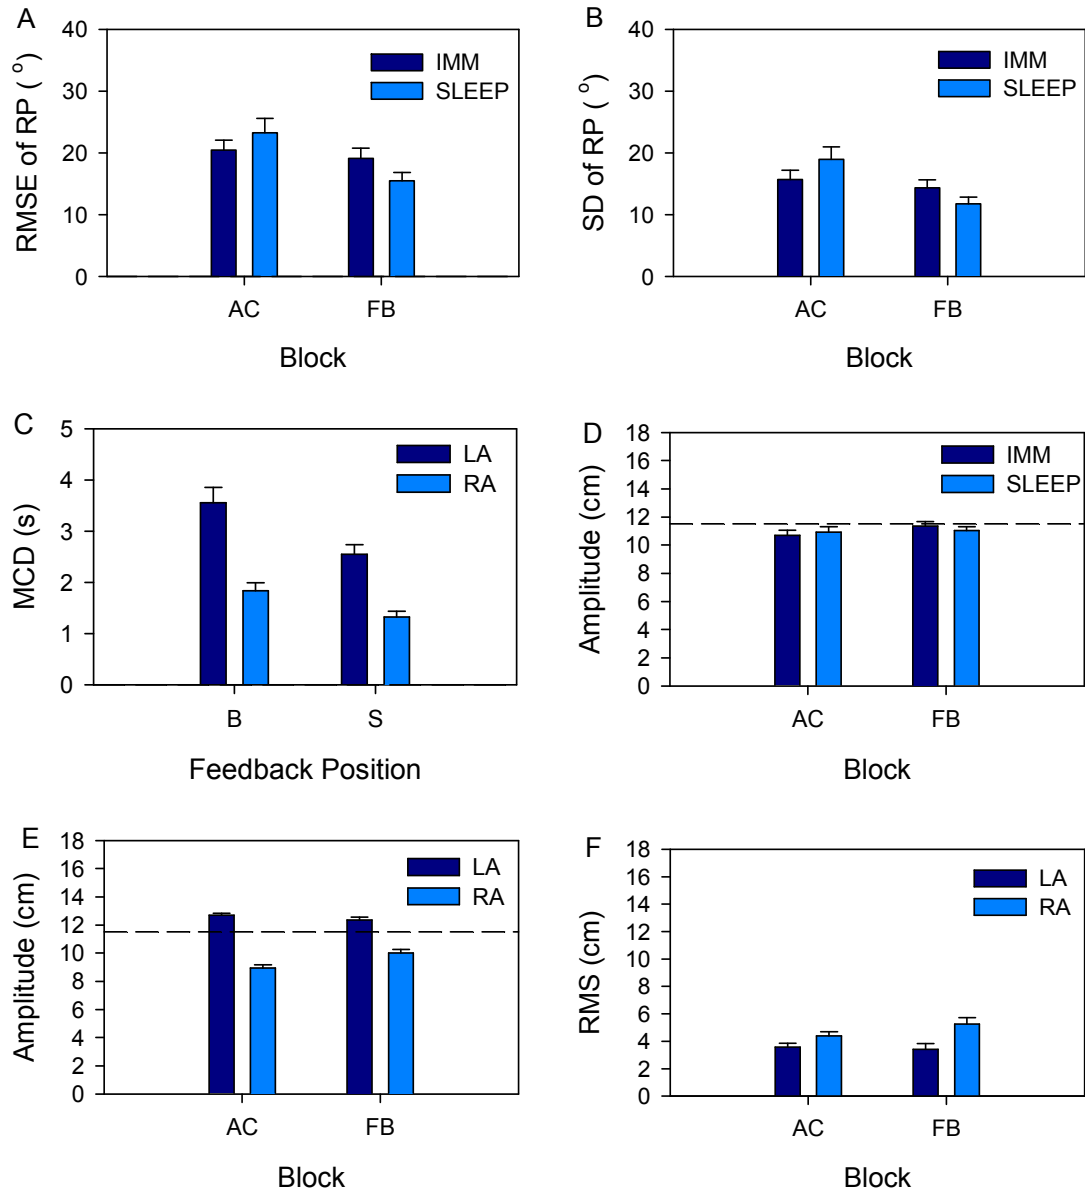 A
RMSE of RP ( °)
40
30
20
10
0
IMM
SLEEP
AC
FB
Block
B
SD of RP ( °)
40
30
20
10
0
IMM
SLEEP
AC
FB
Block
C
MCD (s)
5
4
3
2
1
0
LA
RA
B
S
Feedback Position
D
Amplitude (cm)
18
16
14
12
10
8
6
4
2
0
IMM
SLEEP
AC
FB
Block
E
Amplitude (cm)
18
16
14
12
10
8
6
4
2
0
LA
RA
AC
FB
Block
F
RMS (cm)
18
16
14
12
10
8
6
4
2
0
LA
RA
AC
FB
Block